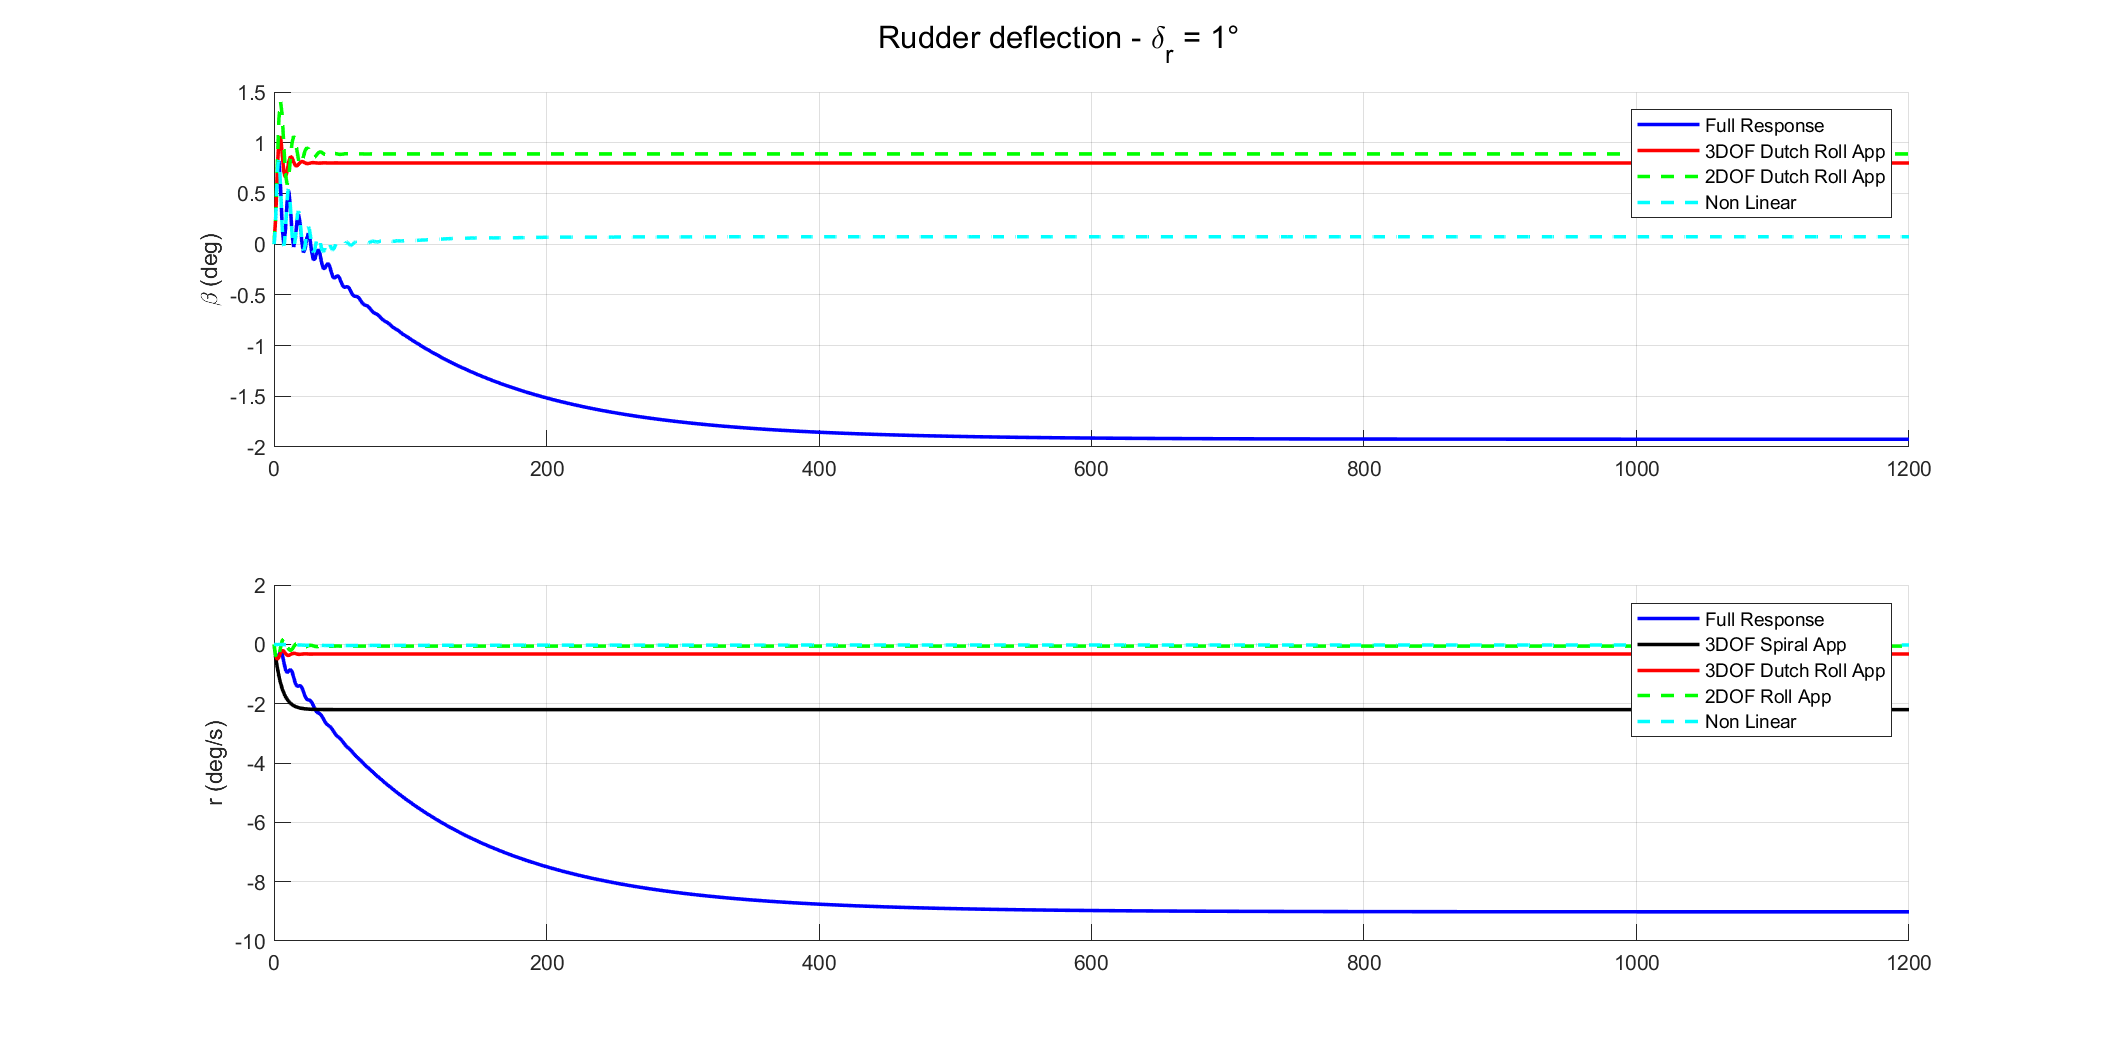 Rudder deflection - δr = 1°
1.5
1
0.5
0
-0.5
-1
-1.5
-2
β (deg)
0 200 400 600 800 1000 1200
Full Response
3DOF Dutch Roll App
2DOF Dutch Roll App
Non Linear
2
0
-2
-4
-6
-8
-10
r (deg/s)
0 200 400 600 800 1000 1200
Full Response
3DOF Spiral App
3DOF Dutch Roll App
2DOF Roll App
Non Linear